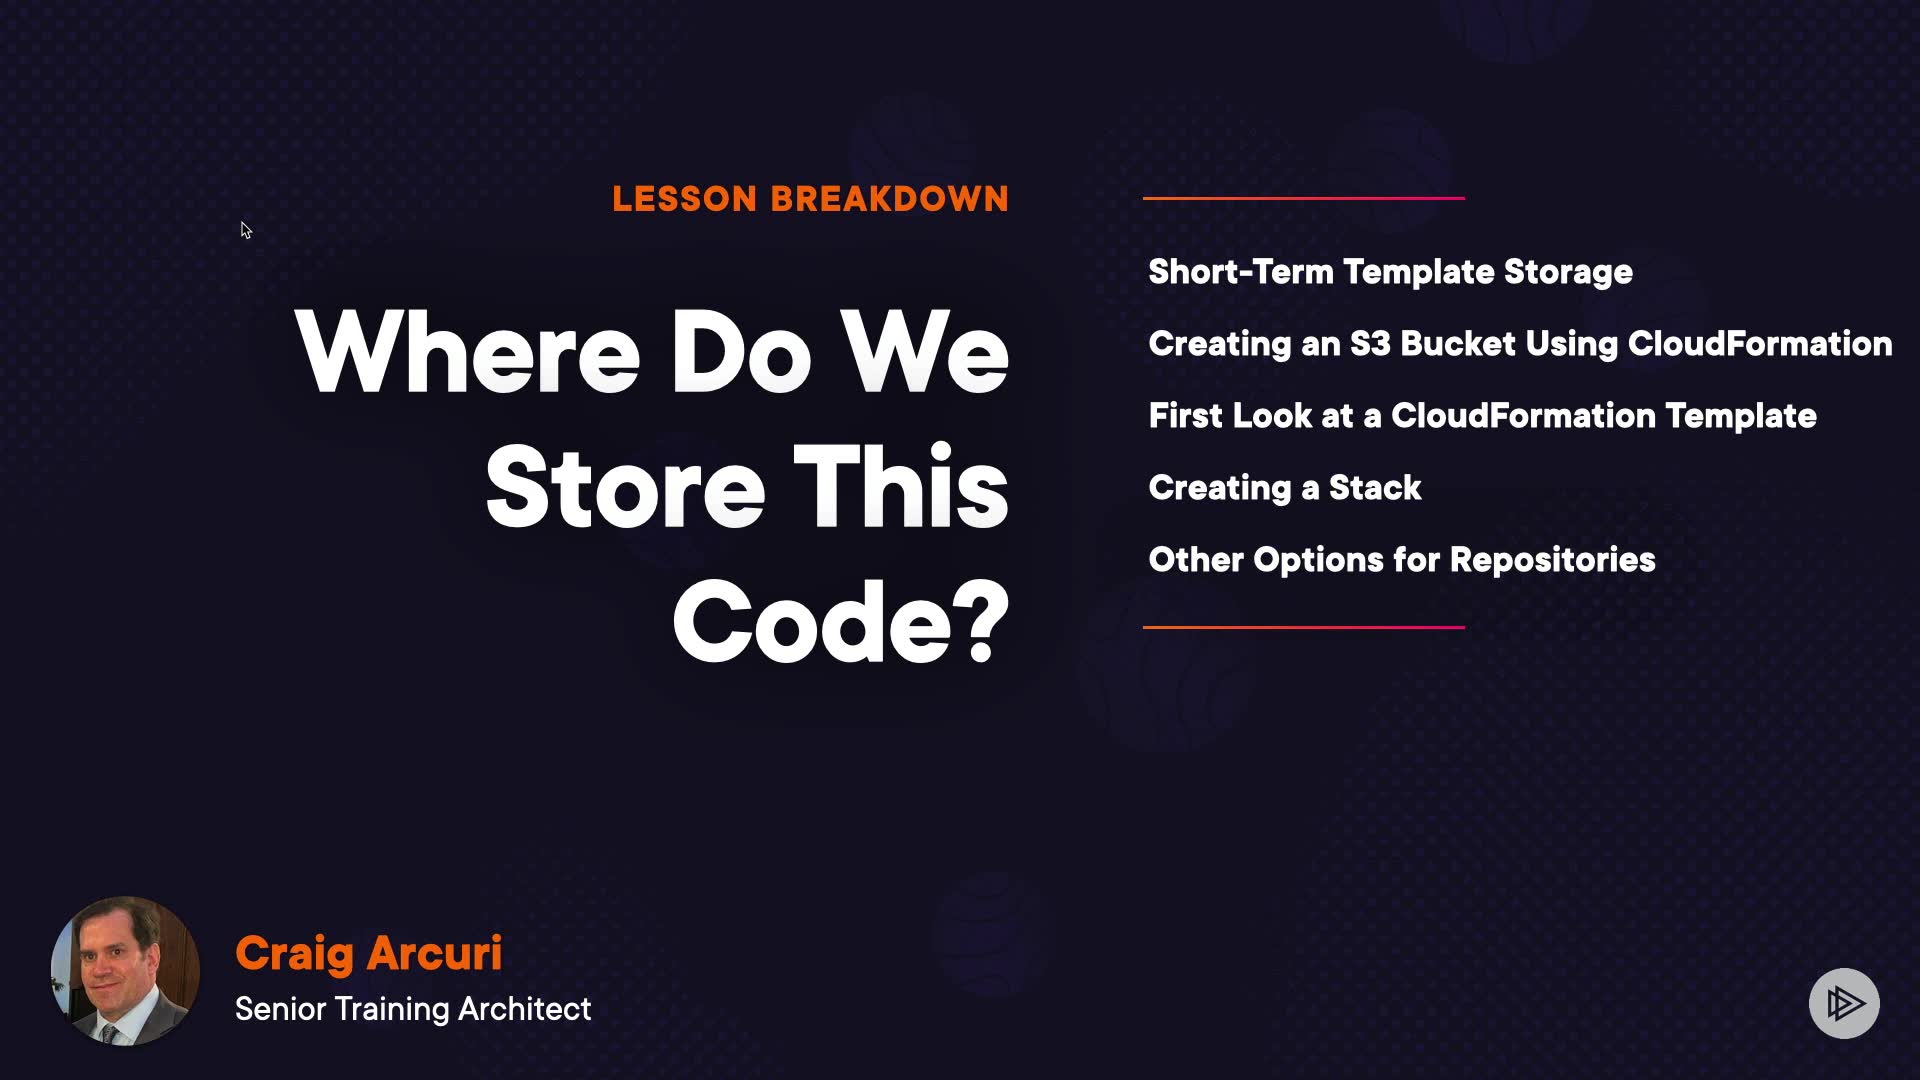 LESSON BREAKDOWN
Where Do We
Store This
Code?
Short-Term Template Storage
Creating an S3 Bucket Using CloudFormation
First Look at a CloudFormation Template
Creating a Stack
Other Options for Repositories
Craig Arcuri
Senior Training Architect